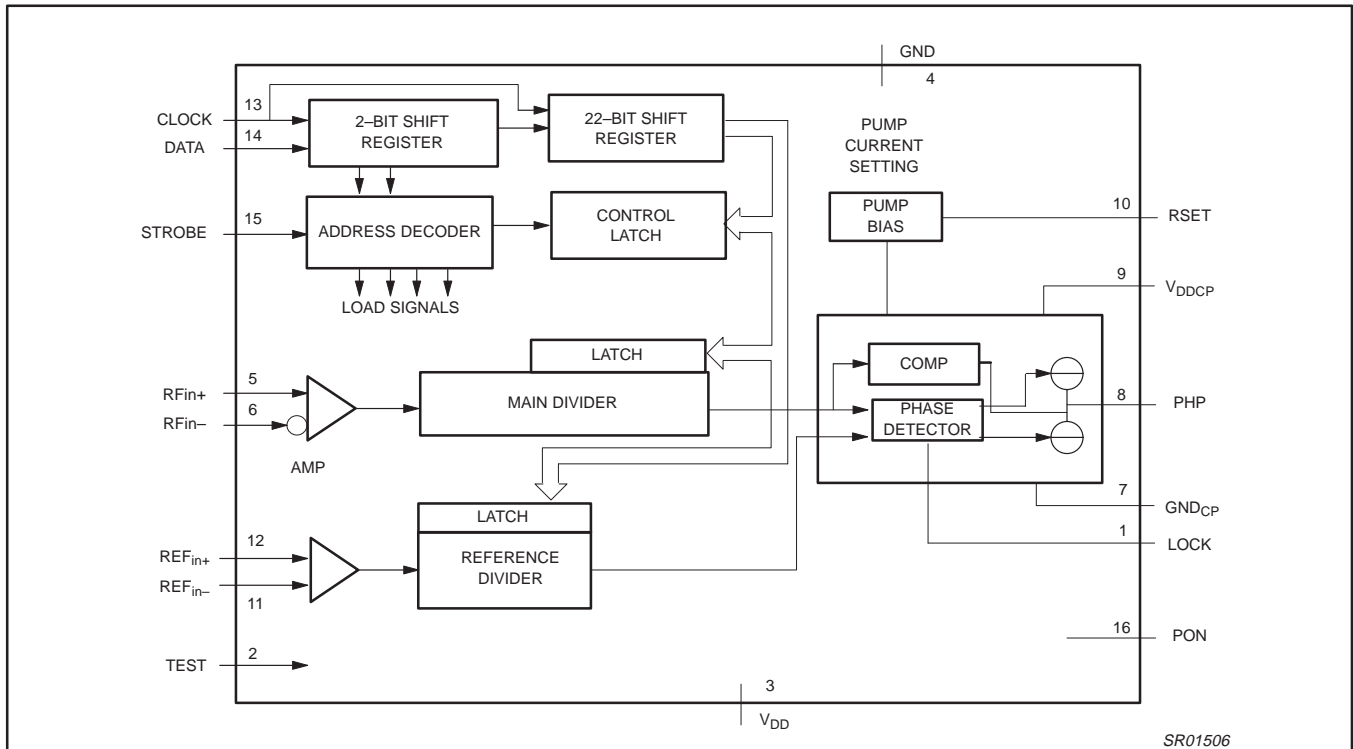 GND
4
CLOCK
13
DATA
14
2–BIT SHIFT
REGISTER
22–BIT SHIFT
REGISTER
PUMP
CURRENT
SETTING
STROBE
15
ADDRESS DECODER
CONTROL
LATCH
PUMP
BIAS
10
RSET
LOAD SIGNALS
9
VDDCP
LATCH
MAIN DIVIDER
RFin+
5
RFin–
6
AMP
COMP
PHASE
DETECTOR
8
PHP
7
GNDCP
1
LOCK
LATCH
REFERENCE
DIVIDER
REFin+
12
REFin–
11
16
PON
TEST
2
3
VDD
SR01506